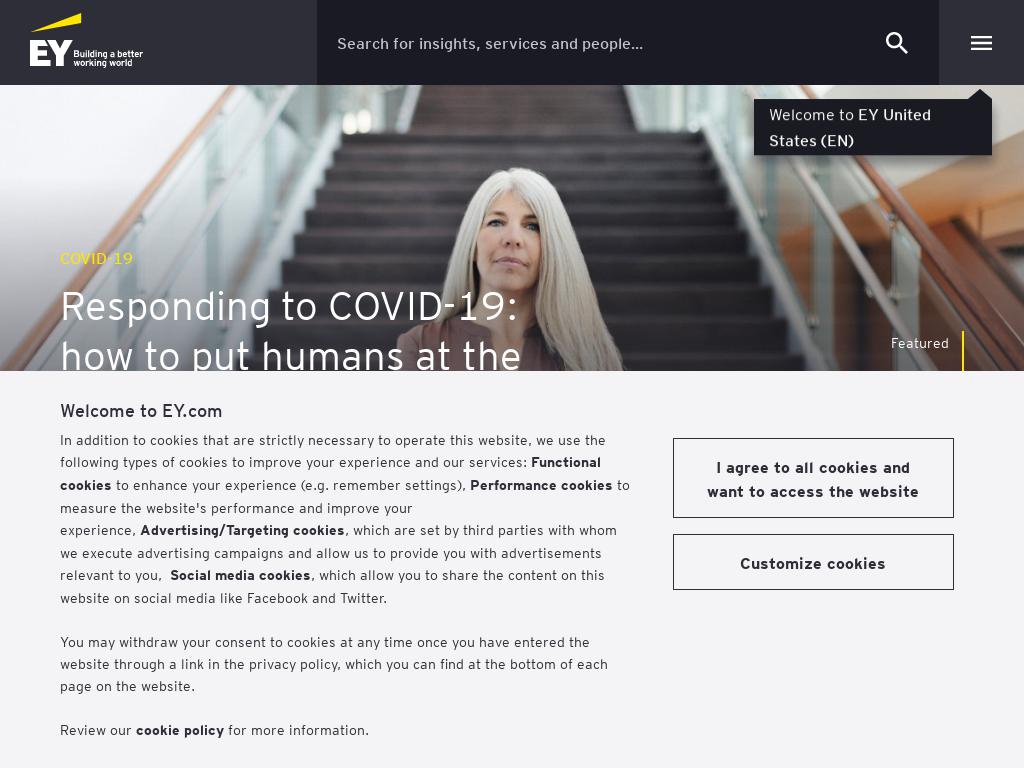 EY Building a better
working world
Search for insights, services and people...
Welcome to EY United
States (EN)
COVID-19
Responding to COVID-19:
how to put humans at the
Featured
Welcome to EY.com
In addition to cookies that are strictly necessary to operate this website, we use the
following types of cookies to improve your experience and our services: Functional
cookies to enhance your experience (e.g. remember settings), Performance cookies to
measure the website's performance and improve your
experience, Advertising/Targeting cookies, which are set by third parties with whom
we execute advertising campaigns and allow us to provide you with advertisements
relevant to you, Social media cookies, which allow you to share the content on this
website on social media like Facebook and Twitter.
You may withdraw your consent to cookies at any time once you have entered the
website through a link in the privacy policy, which you can find at the bottom of each
page on the website.
Review our cookie policy for more information.
I agree to all cookies and
want to access the website
Customize cookies